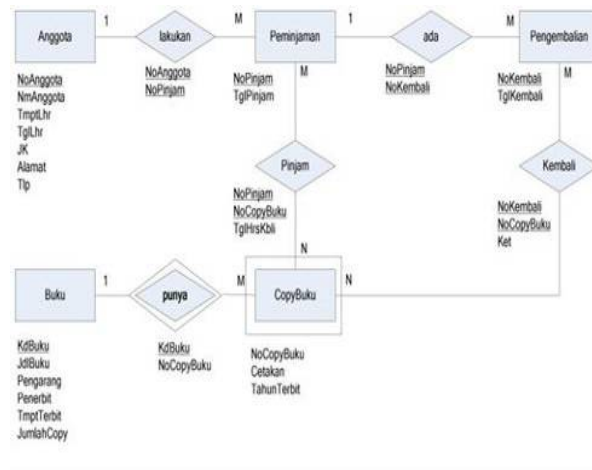 1 M 1 M
Anggota lakukan Peminjaman ada Pengembalian
NoAnggota
NmAnggota
TmptLhr
TglLhr
JK
Alamat
Tlp
NoAnggota
NoPinjam
NoPinjam
TglPinjam
M
NoPinjam
NoKembali
NoKembali
TglKembali
M
Pinjam
NoPinjam
NoCopyBuku
TglHrsKbli
N
Kembali
NoKembali
NoCopyBuku
Ket
1 M N
Buku punya CopyBuku
KdBuku
JdlBuku
Pengarang
Penerbit
TmptTerbit
JumlahCopy
KdBuku
NoCopyBuku
NoCopyBuku
Cetakan
TahunTerbit